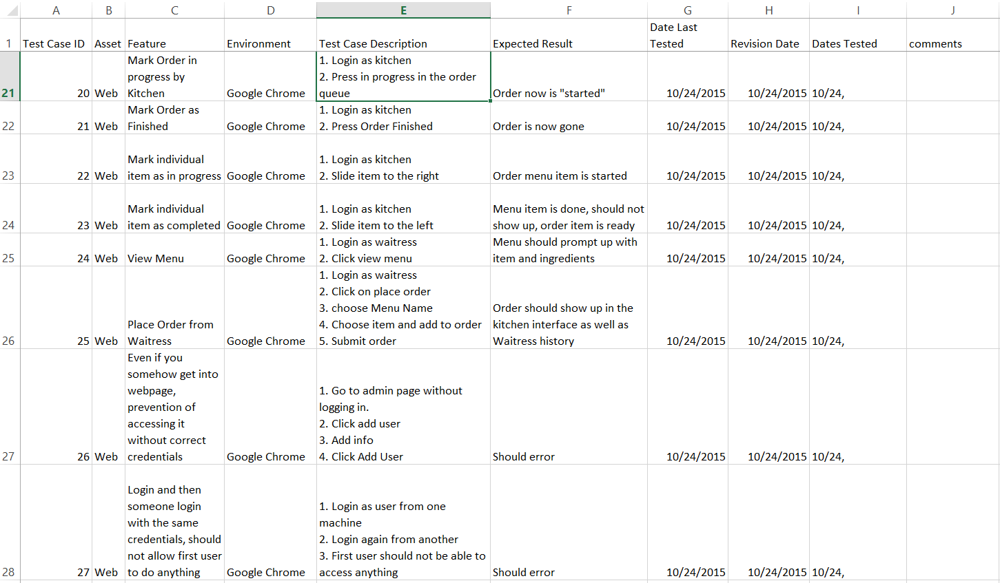 A B C D E F G H I J
1 Test Case ID Asset Feature Environment Test Case Description Expected Result Date Last Tested Revision Date Dates Tested comments
21 20 Web Mark Order in progress by Kitchen Google Chrome 1. Login as kitchen 2. Press in progress in the order queue Order now is "started" 10/24/2015 10/24/2015 10/24,
22 21 Web Mark Order as Finished Google Chrome 1. Login as kitchen 2. Press Order Finished Order is now gone 10/24/2015 10/24/2015 10/24,
23 22 Web Mark individual item as in progress Google Chrome 1. Login as kitchen 2. Slide item to the right Order menu item is started 10/24/2015 10/24/2015 10/24,
24 23 Web Mark individual item as completed Google Chrome 1. Login as kitchen 2. Slide item to the left Menu item is done, should not show up, order item is ready 10/24/2015 10/24/2015 10/24,
25 24 Web View Menu Google Chrome 1. Login as waitress 2. Click view menu Menu should prompt up with item and ingredients 10/24/2015 10/24/2015 10/24,
26 25 Web Place Order from Waitress Google Chrome 1. Login as waitress 2. Click on place order 3. choose Menu Name 4. Choose item and add to order 5. Submit order Order should show up in the kitchen interface as well as Waitress history 10/24/2015 10/24/2015 10/24,
27 26 Web Even if you somehow get into webpage, prevention of accessing it without correct credentials Google Chrome 1. Go to admin page without logging in. 2. Click add user 3. Add info 4. Click Add User Should error 10/24/2015 10/24/2015 10/24,
28 27 Web Login and then someone login with the same credentials, should not allow first user to do anything Google Chrome 1. Login as user from one machine 2. Login again from another 3. First user should not be able to access anything Should error 10/24/2015 10/24/2015 10/24,